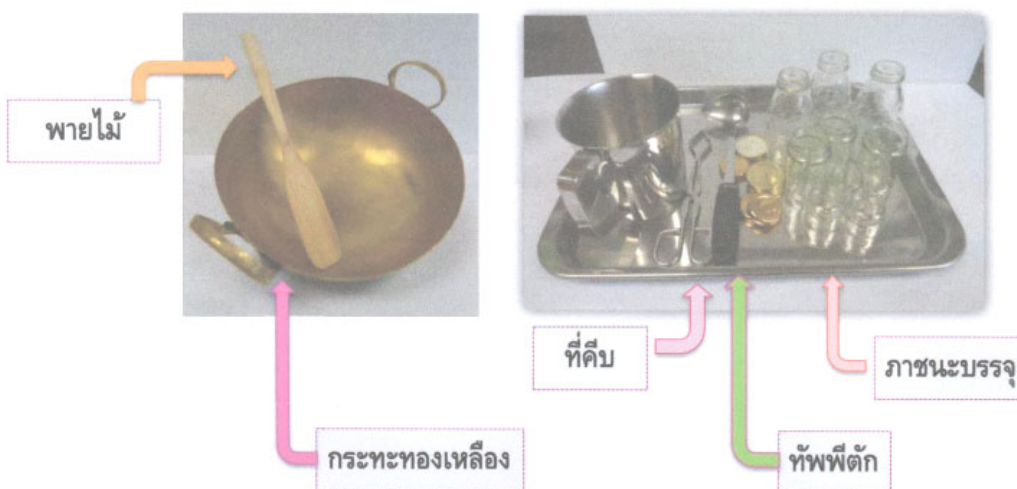 พายไม้
ที่คีบ
ภาชนะบรรจุ
กระทะทองเหลือง
ทัพพีตัก